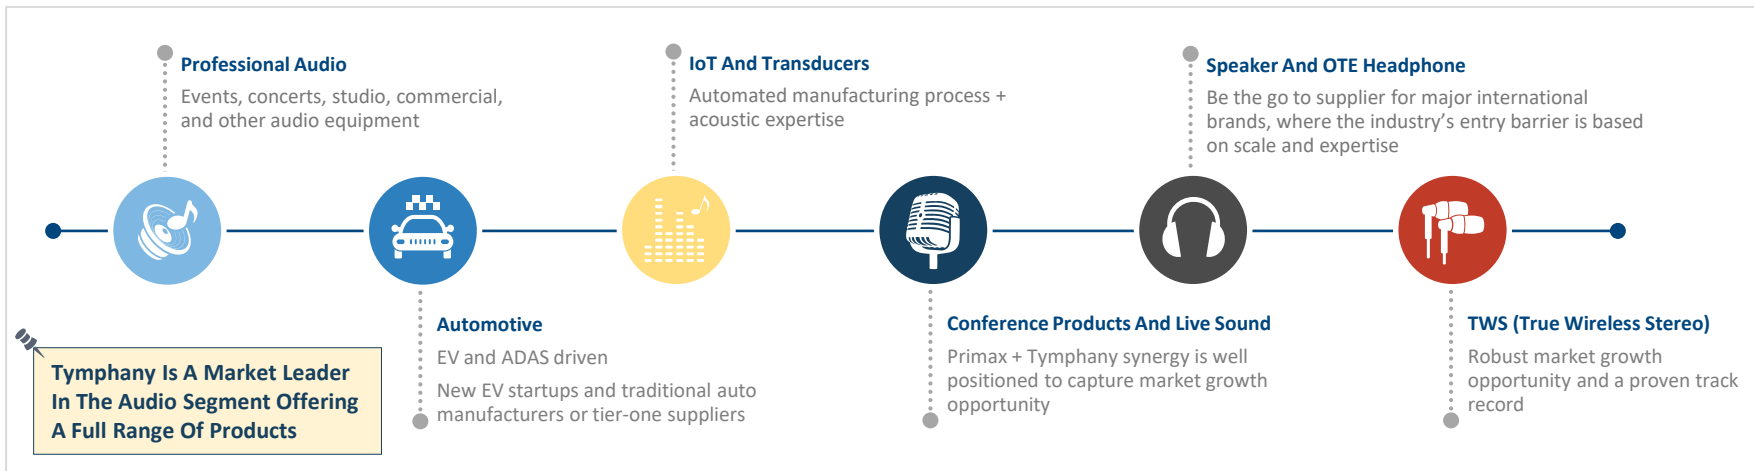 Professional Audio
Events, concerts, studio, commercial,
and other audio equipment
IoT And Transducers
Automated manufacturing process +
acoustic expertise
Speaker And OTE Headphone
Be the go to supplier for major international
brands, where the industry’s entry barrier is based
on scale and expertise
Automotive
EV and ADAS driven
New EV startups and traditional auto
manufacturers or tier-one suppliers
Conference Products And Live Sound
Primax + Tymphany synergy is well
positioned to capture market growth
opportunity
TWS (True Wireless Stereo)
Robust market growth
opportunity and a proven track
record
Tymphany Is A Market Leader
In The Audio Segment Offering
A Full Range Of Products